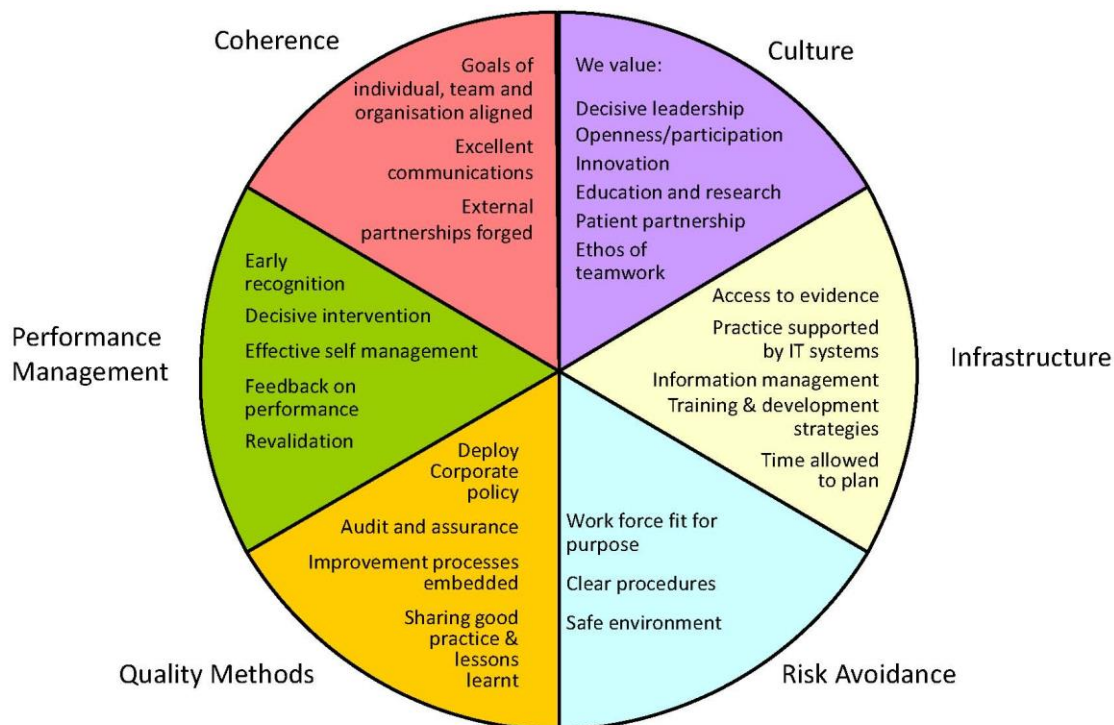 Coherence
Goals of
individual, team and
organisation aligned
Excellent
communications
External
partnerships forged
Culture
We value:
Decisive leadership
Openness/participation
Innovation
Education and research
Patient partnership
Ethos of
teamwork
Infrastructure
Access to evidence
Practice supported
by IT systems
Information management
Training & development
strategies
Time allowed
to plan
Risk Avoidance
Work force fit for
purpose
Clear procedures
Safe environment
Quality Methods
Deploy
Corporate
policy
Audit and assurance
Improvement processes
embedded
Sharing good
practice &
lessons
learnt
Performance
Management
Early
recognition
Decisive intervention
Effective self management
Feedback on
performance
Revalidation